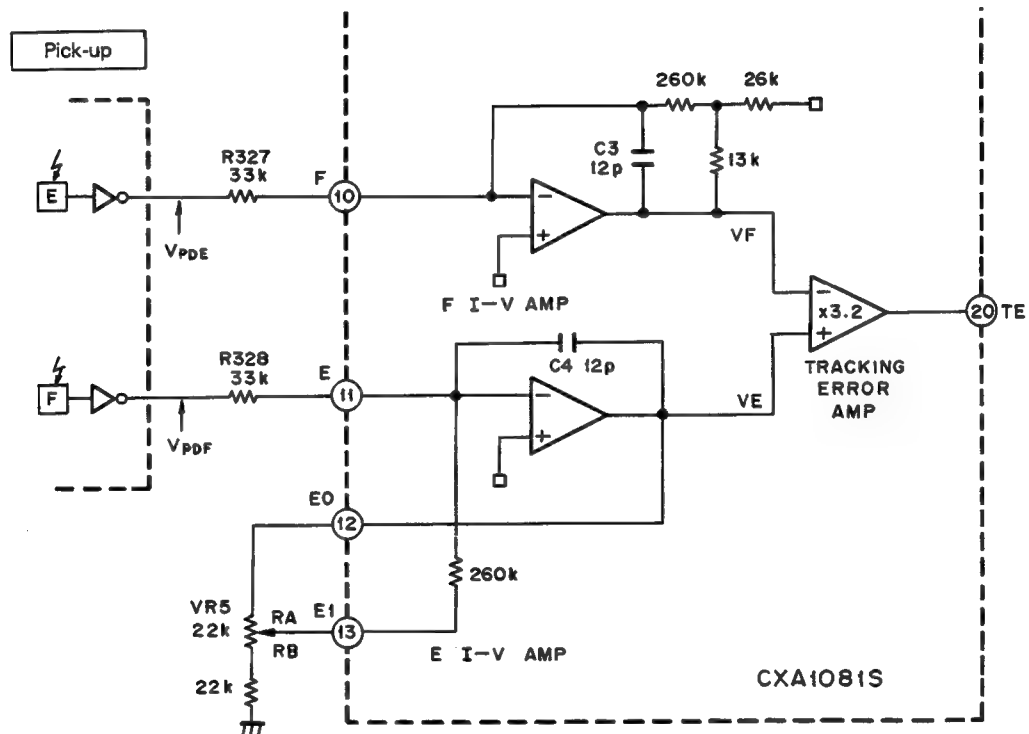 Pick-up
E
VPDE
R327
33k
F
10
260k
26k
C3
12p
13k
−
+
F I-V AMP
VF
F
VPDF
R328
33k
E
11
C4 12p
−
+
VE
−
x3.2
+
TRACKING
ERROR
AMP
20 TE
E0
12
260k
VR5
22k
RA
RB
E1
13
22k
E I-V AMP
CXA1081S